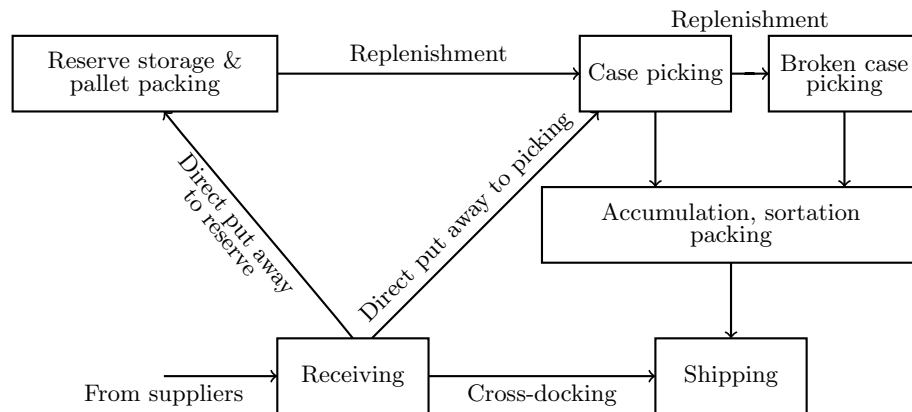 Replenishment
Reserve storage &
pallet packing
Replenishment
Case picking
Broken case
picking
Direct put away
to reserve
Direct put away to picking
Accumulation, sortation
packing
From suppliers
Receiving
Cross-docking
Shipping